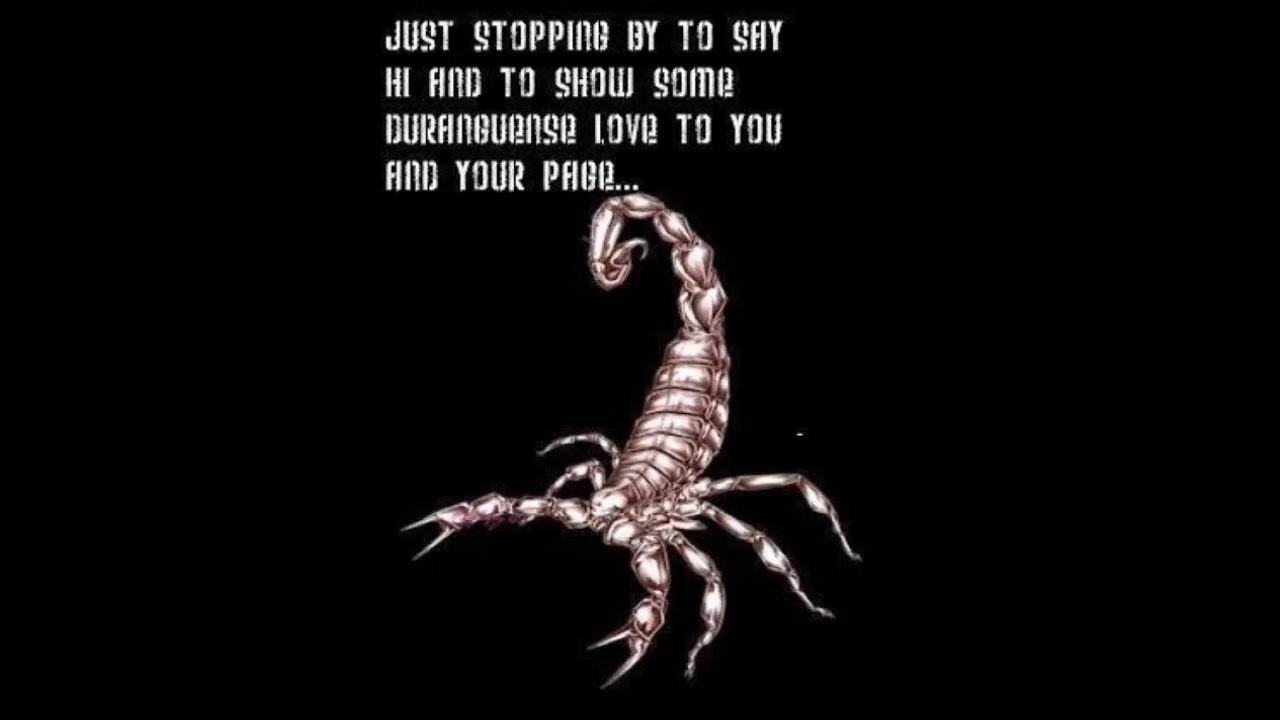 JUST STOPPING BY TO SAY
HI AND TO SHOW SOME
DURANGUENSE LOVE TO YOU
AND YOUR PAGE...